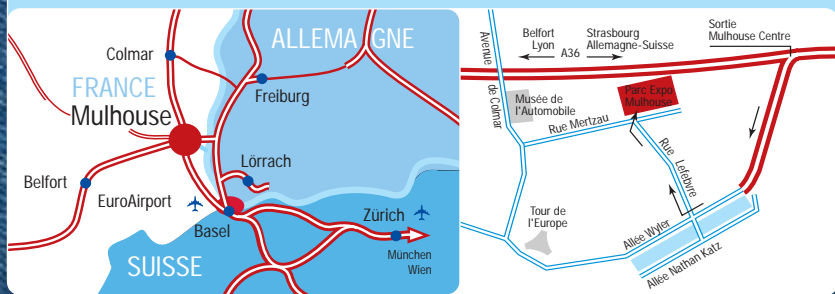 ALLEMAGNE
Colmar
FRANCE
Freiburg
Mulhouse
Lörrach
Belfort
EuroAirport
Zürich
Basel
München
Wien
SUISSE
Sortie
Mulhouse Centre
Belfort
Lyon
A36
Strasbourg
Allemagne-Suisse
Avenue
de Colmar
Musée de
l'Automobile
Parc Expo
Mulhouse
Rue Mertzau
Rue Lefebvre
Tour de
l'Europe
Allée Wyler
Allée Nathan Katz